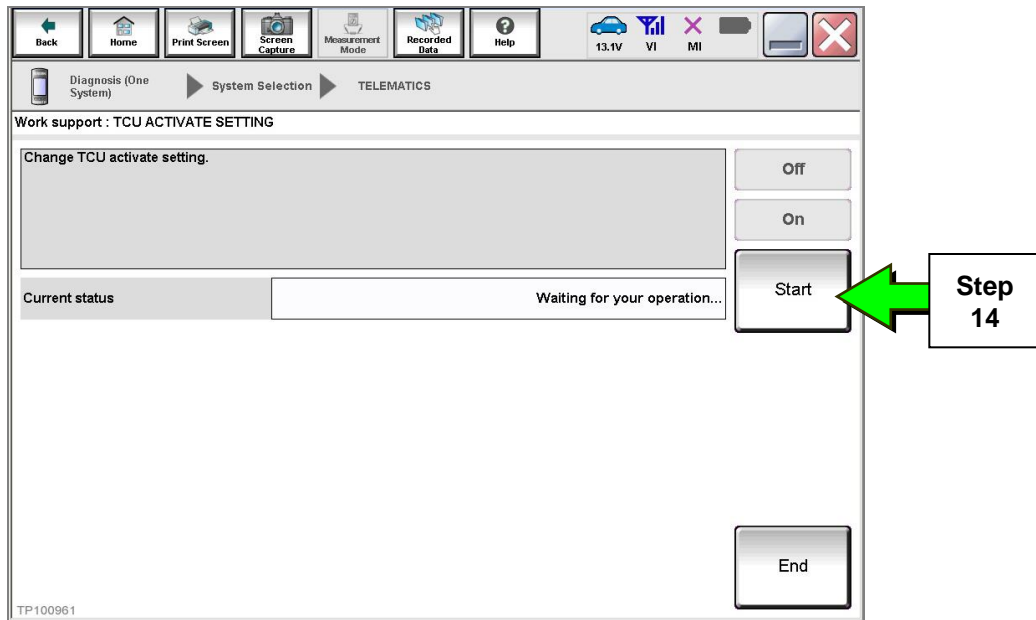 Back
Home
Print Screen
Screen
Capture
Measurement
Mode
Recorded
Data
Help
13.1V
VI
MI
Diagnosis (One
System)
System Selection
TELEMATICS
Work support : TCU ACTIVATE SETTING
Change TCU activate setting.
Off
On
Current status
Waiting for your operation...
Start
Step
14
End
TP100961